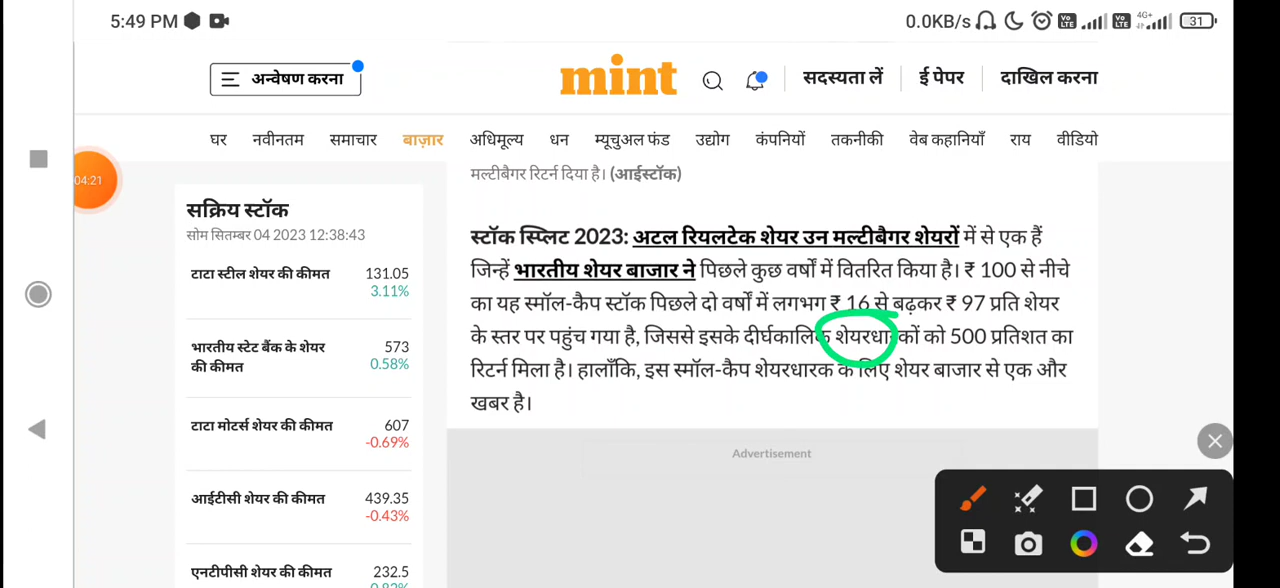 5:49 PM
0.0KB/s
4G+
31
अन्वेषण करना
mint
सदस्यता लें
ई पेपर
दाखिल करना
घर नवीनतम समाचार बाज़ार अधिमूल्य धन म्यूचुअल फंड उद्योग कंपनियों तकनीकी वेब कहानियाँ राय वीडियो
04:21
मल्टीबैगर रिटर्न दिया है। (आईस्टॉक)
सक्रिय स्टॉक
सोम सितम्बर 04 2023 12:38:43
टाटा स्टील शेयर की कीमत 131.05
3.11%
भारतीय स्टेट बैंक के शेयर 573
की कीमत 0.58%
टाटा मोटर्स शेयर की कीमत 607
-0.69%
आईटीसी शेयर की कीमत 439.35
-0.43%
एनटीपीसी शेयर की कीमत 232.5
स्टॉक स्प्लिट 2023: अटल रियलटेक शेयर उन मल्टीबैगर शेयरों में से एक हैं
जिन्हें भारतीय शेयर बाजार ने पिछले कुछ वर्षों में वितरित किया है। ₹ 100 से नीचे
का यह स्मॉल-कैप स्टॉक पिछले दो वर्षों में लगभग ₹ 16 से बढ़कर ₹ 97 प्रति शेयर
के स्तर पर पहुंच गया है, जिससे इसके दीर्घकालिक शेयरधारकों को 500 प्रतिशत का
रिटर्न मिला है। हालाँकि, इस स्मॉल-कैप शेयरधारक के लिए शेयर बाजार से एक और
खबर है।
Advertisement